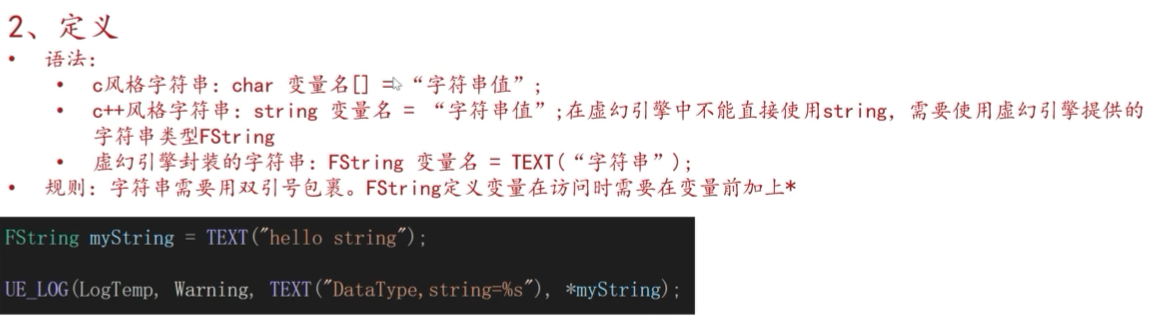 2、定义
• 语法：
• c风格字符串：char 变量名[] = “字符串值”;
• c++风格字符串：string 变量名 = “字符串值”;在虚幻引擎中不能直接使用string，需要使用虚幻引擎提供的
字符串类型FString
• 虚幻引擎封装的字符串：FString 变量名 = TEXT(“字符串”);
• 规则：字符串需要用双引号包裹。FString定义变量在访问时需要在变量前加上*
FString myString = TEXT("hello string");
UE_LOG(LogTemp, Warning, TEXT("DataType,string=%s"), *myString);